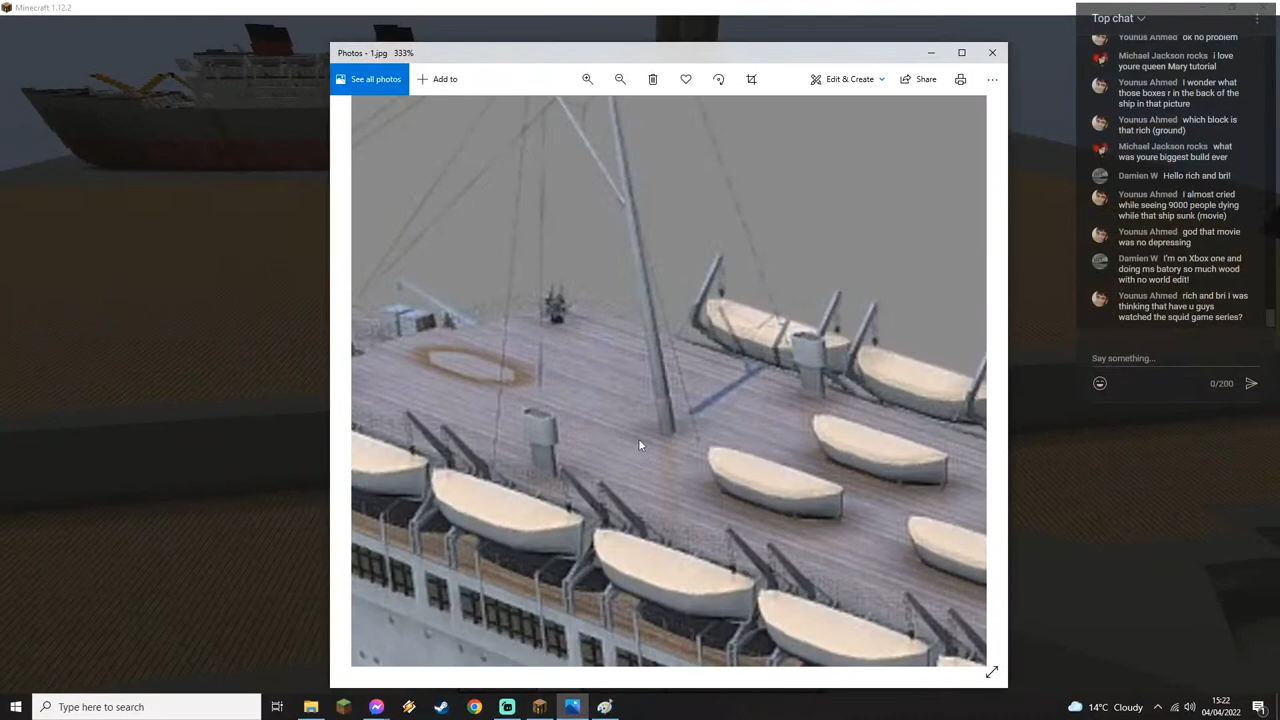 Minecraft 1.12.2
Photos - 1.jpg 333%
See all photos
Add to
Edit & Create
Share
Top chat
Younus Ahmed ok no problem
Michael Jackson rocks i love
youre queen Mary tutorial
Younus Ahmed I wonder what
those boxes r in the back of the
ship in that picture
Younus Ahmed which block is
that rich (ground)
Michael Jackson rocks what
was youre biggest build ever
Damien W Hello rich and bri!
Younus Ahmed I almost cried
while seeing 9000 people dying
while that ship sunk (movie)
Younus Ahmed god that movie
was no depressing
Damien W I'm on Xbox one and
doing ms batory so much wood
with no world edit!
Younus Ahmed rich and bri I was
thinking that have u guys
watched the squid game series?
Say something...
0/200
Type here to search
14°C Cloudy
15:22
04/04/2022